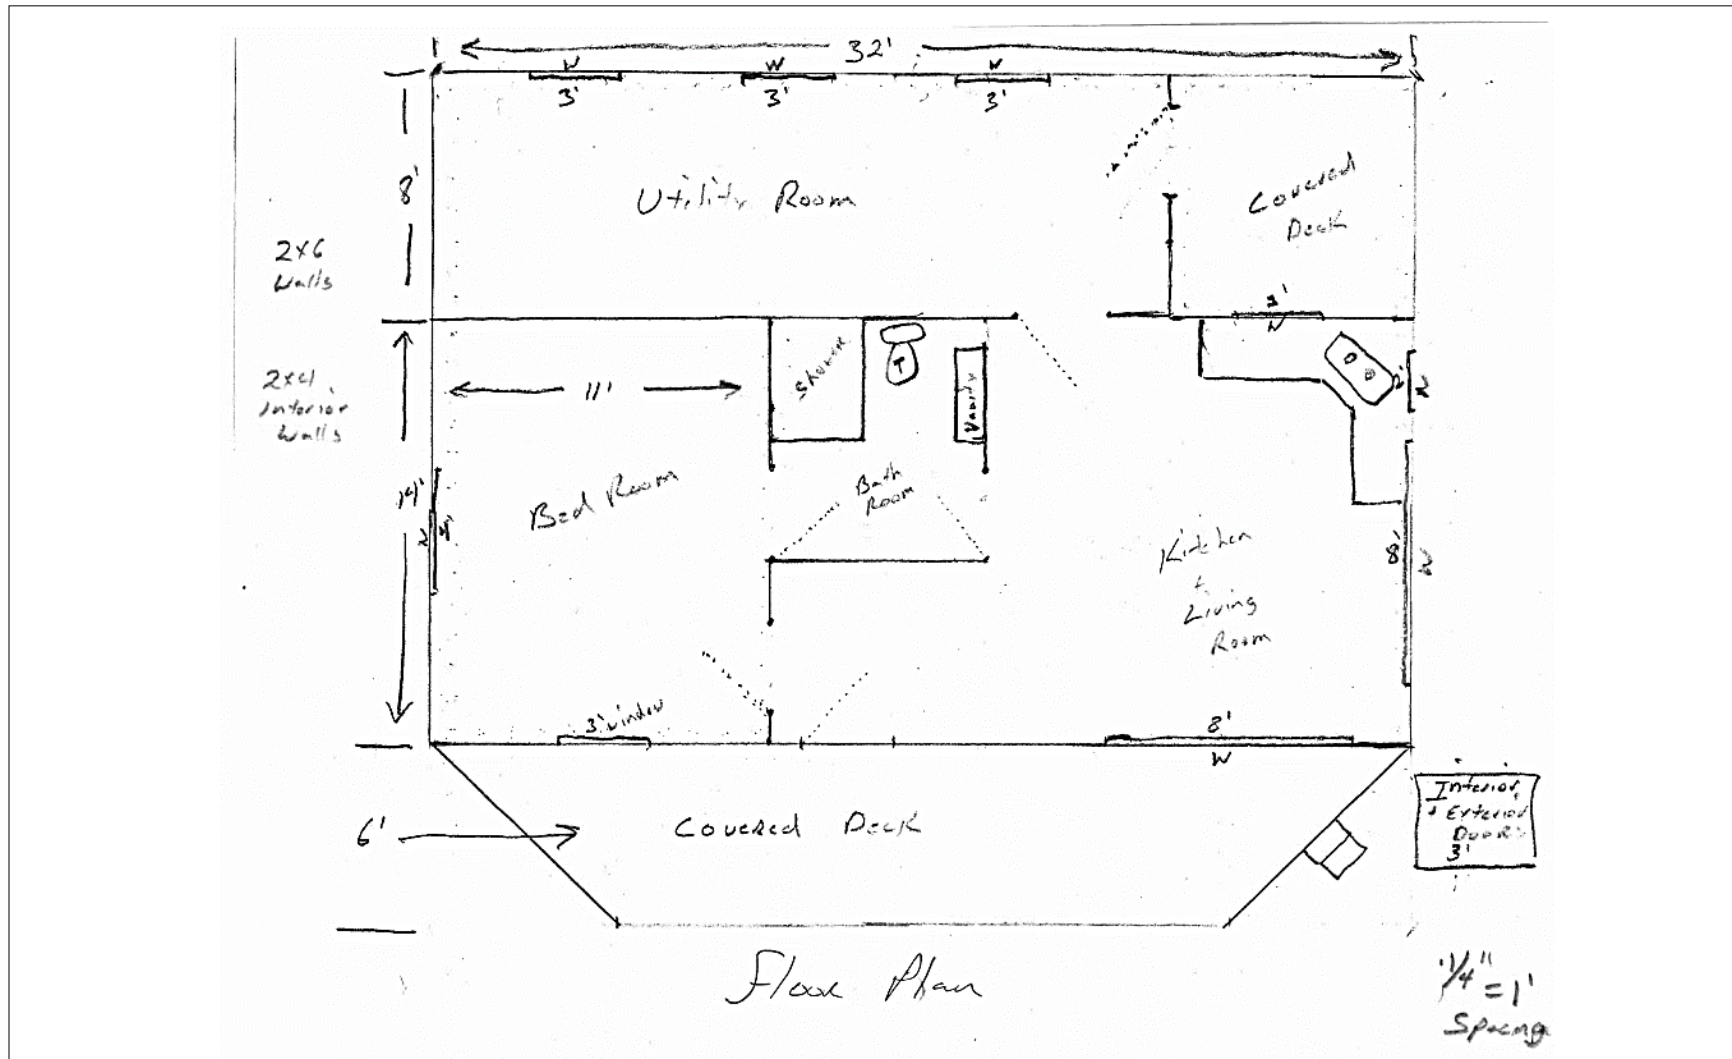 32'
W
W
W
3'
3'
3'
8'
Utility Room
Covered
Deck
2x6
Walls
3'
W
2x4
Interior
Walls
11'
Shower
T
Vanity
2'
W
14'
Bed Room
Bath
Room
W
4'
Kitchen
+
Living
Room
8'
W
3' window
8'
W
6'
Covered Deck
Interior
+ Exterior
Doors
3'
Floor Plan
1/4"
=1'
Spacing